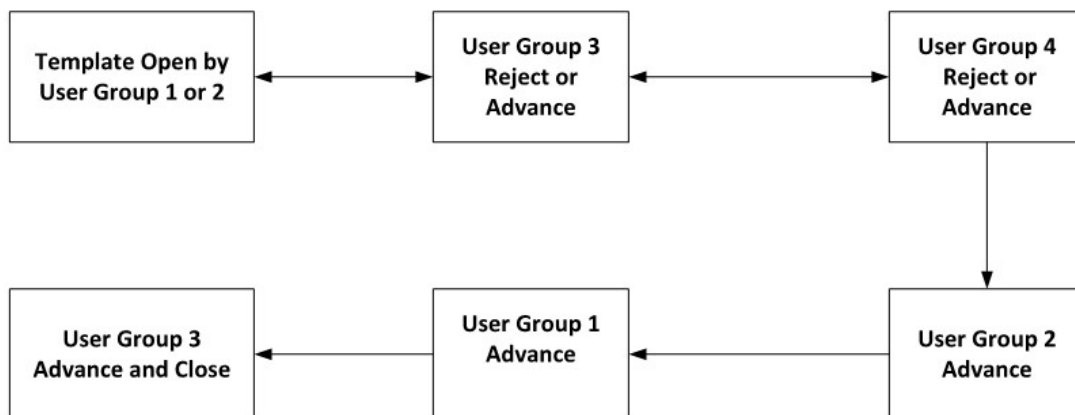 Template Open by
User Group 1 or 2
User Group 3
Reject or
Advance
User Group 4
Reject or
Advance
User Group 3
Advance and Close
User Group 1
Advance
User Group 2
Advance